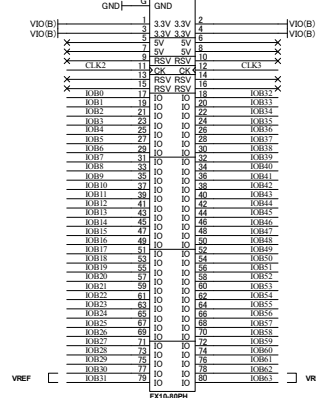 GND G GND
VIO(B) 1 3.3V 3.3V 2 VIO(B)
VIO(B) 3 3.3V 3.3V 4 VIO(B)
5 5V 5V 6
7 5V 5V 8
9 RSV RSV 10
CLK2 11 CK CK 12 CLK3
13 RSV RSV 14
15 RSV RSV 16
IOB0 17 IO IO 18 IOB32
IOB1 19 IO IO 20 IOB33
IOB2 21 IO IO 22 IOB34
IOB3 23 IO IO 24 IOB35
IOB4 25 IO IO 26 IOB36
IOB5 27 IO IO 28 IOB37
IOB6 29 IO IO 30 IOB38
IOB7 31 IO IO 32 IOB39
IOB8 33 IO IO 34 IOB40
IOB9 35 IO IO 36 IOB41
IOB10 37 IO IO 38 IOB42
IOB11 39 IO IO 40 IOB43
IOB12 41 IO IO 42 IOB44
IOB13 43 IO IO 44 IOB45
IOB14 45 IO IO 46 IOB46
IOB15 47 IO IO 48 IOB47
IOB16 49 IO IO 50 IOB48
IOB17 51 IO IO 52 IOB49
IOB18 53 IO IO 54 IOB50
IOB19 55 IO IO 56 IOB51
IOB20 57 IO IO 58 IOB52
IOB21 59 IO IO 60 IOB53
IOB22 61 IO IO 62 IOB54
IOB23 63 IO IO 64 IOB55
IOB24 65 IO IO 66 IOB56
IOB25 67 IO IO 68 IOB57
IOB26 69 IO IO 70 IOB58
IOB27 71 IO IO 72 IOB59
IOB28 73 IO IO 74 IOB60
IOB29 75 IO IO 76 IOB61
IOB30 77 IO IO 78 IOB62
VREF IOB31 79 IO IO 80 IOB63 VR
FX10-80PH